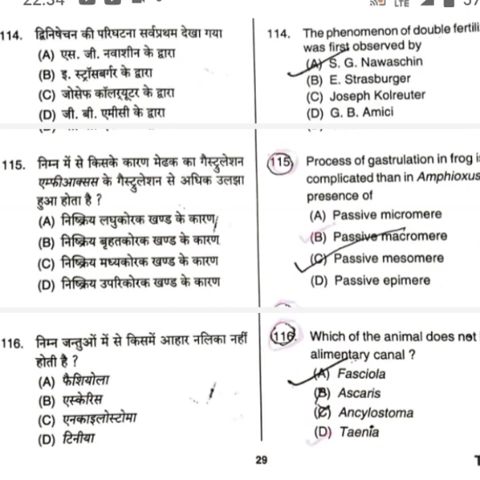 LTE
114. द्विनिषेचन की परिघटना सर्वप्रथम देखा गया
(A) एस. जी. नवाशीन के द्वारा
(B) इ. स्ट्रॉसबर्गर के द्वारा
(C) जोसेफ कॉलर्‌यूटर के द्वारा
(D) जी. बी. एमीसी के द्वारा
114. The phenomenon of double fertili
was first observed by
(A) S. G. Nawaschin
(B) E. Strasburger
(C) Joseph Kolreuter
(D) G. B. Amici
115. निम्न में से किसके कारण मेढक का गैस्ट्रुलेशन
एम्फीआक्सस के गैस्ट्रुलेशन से अधिक उलझा
हुआ होता है ?
(A) निष्क्रिय लघुकोरक खण्ड के कारण
(B) निष्क्रिय बृहतकोरक खण्ड के कारण
(C) निष्क्रिय मध्यकोरक खण्ड के कारण
(D) निष्क्रिय उपरिकोरक खण्ड के कारण
115. Process of gastrulation in frog i
complicated than in Amphioxus
presence of
(A) Passive micromere
(B) Passive macromere
(C) Passive mesomere
(D) Passive epimere
116. निम्न जन्तुओं में से किसमें आहार नलिका नहीं
होती है ?
(A) फैशियोला
(B) एस्केरिस
(C) एनकाइलोस्टोमा
(D) टिनीया
116. Which of the animal does not
alimentary canal ?
(A) Fasciola
(B) Ascaris
(C) Ancylostoma
(D) Taenia
29